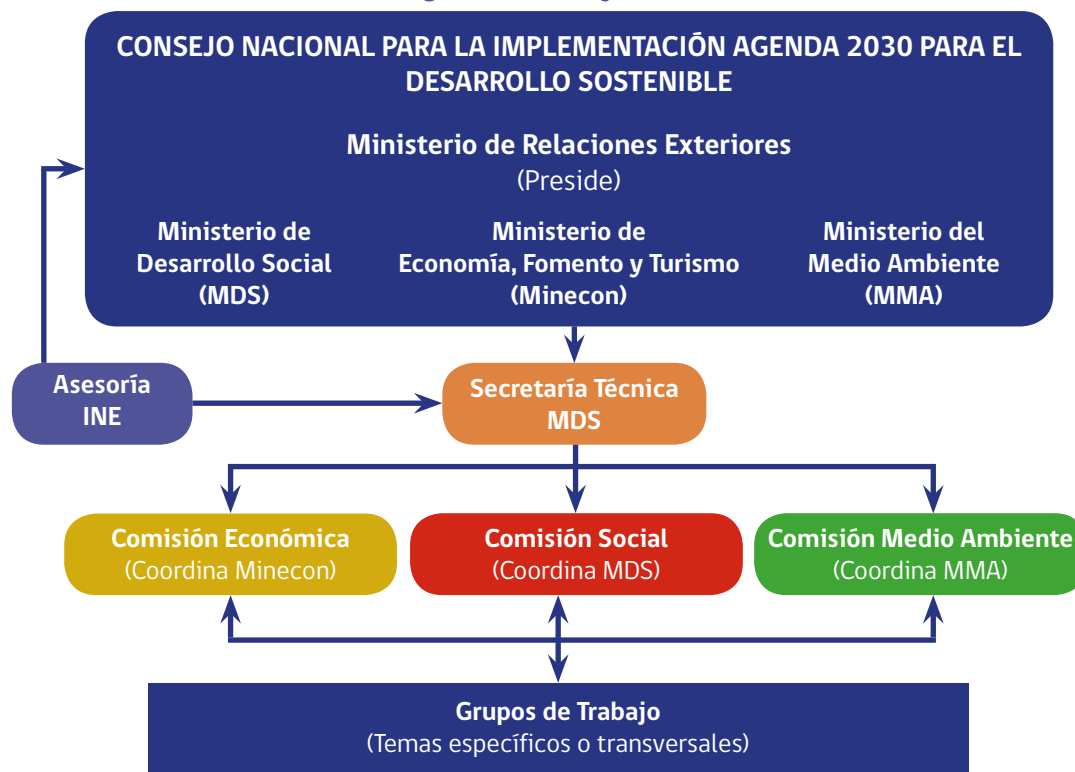 CONSEJO NACIONAL PARA LA IMPLEMENTACIÓN AGENDA 2030 PARA EL
DESARROLLO SOSTENIBLE
Ministerio de Relaciones Exteriores
(Preside)
Ministerio de
Desarrollo Social
(MDS)
Ministerio de
Economía, Fomento y Turismo
(Minecon)
Ministerio del
Medio Ambiente
(MMA)
Asesoría
INE
Secretaría Técnica
MDS
Comisión Económica
(Coordina Minecon)
Comisión Social
(Coordina MDS)
Comisión Medio Ambiente
(Coordina MMA)
Grupos de Trabajo
(Temas específicos o transversales)